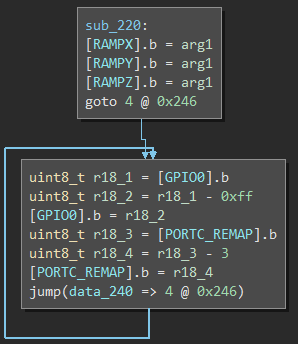 sub_220:
[RAMPX].b = arg1
[RAMPY].b = arg1
[RAMPZ].b = arg1
goto 4 @ 0x246
uint8_t r18_1 = [GPIO0].b
uint8_t r18_2 = r18_1 - 0xff
[GPIO0].b = r18_2
uint8_t r18_3 = [PORTC_REMAP].b
uint8_t r18_4 = r18_3 - 3
[PORTC_REMAP].b = r18_4
jump(data_240 => 4 @ 0x246)